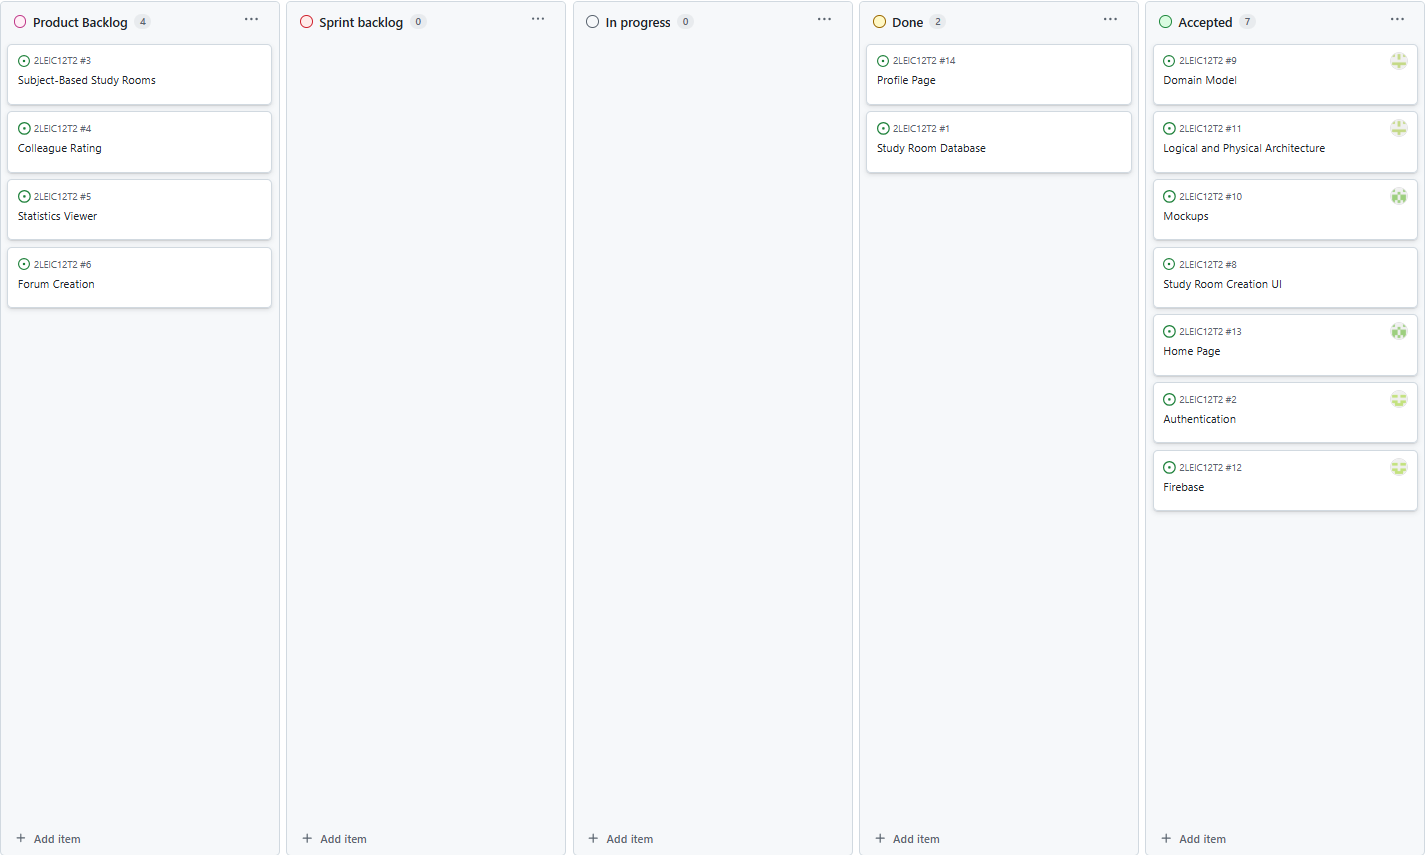 Product Backlog 4
2LEIC12T2 #3
Subject-Based Study Rooms
2LEIC12T2 #4
Colleague Rating
2LEIC12T2 #5
Statistics Viewer
2LEIC12T2 #6
Forum Creation
Add item
Sprint backlog 0
Add item
In progress 0
Add item
Done 2
2LEIC12T2 #14
Profile Page
2LEIC12T2 #1
Study Room Database
Add item
Accepted 7
2LEIC12T2 #9
Domain Model
2LEIC12T2 #11
Logical and Physical Architecture
2LEIC12T2 #10
Mockups
2LEIC12T2 #8
Study Room Creation UI
2LEIC12T2 #13
Home Page
2LEIC12T2 #2
Authentication
2LEIC12T2 #12
Firebase
Add item